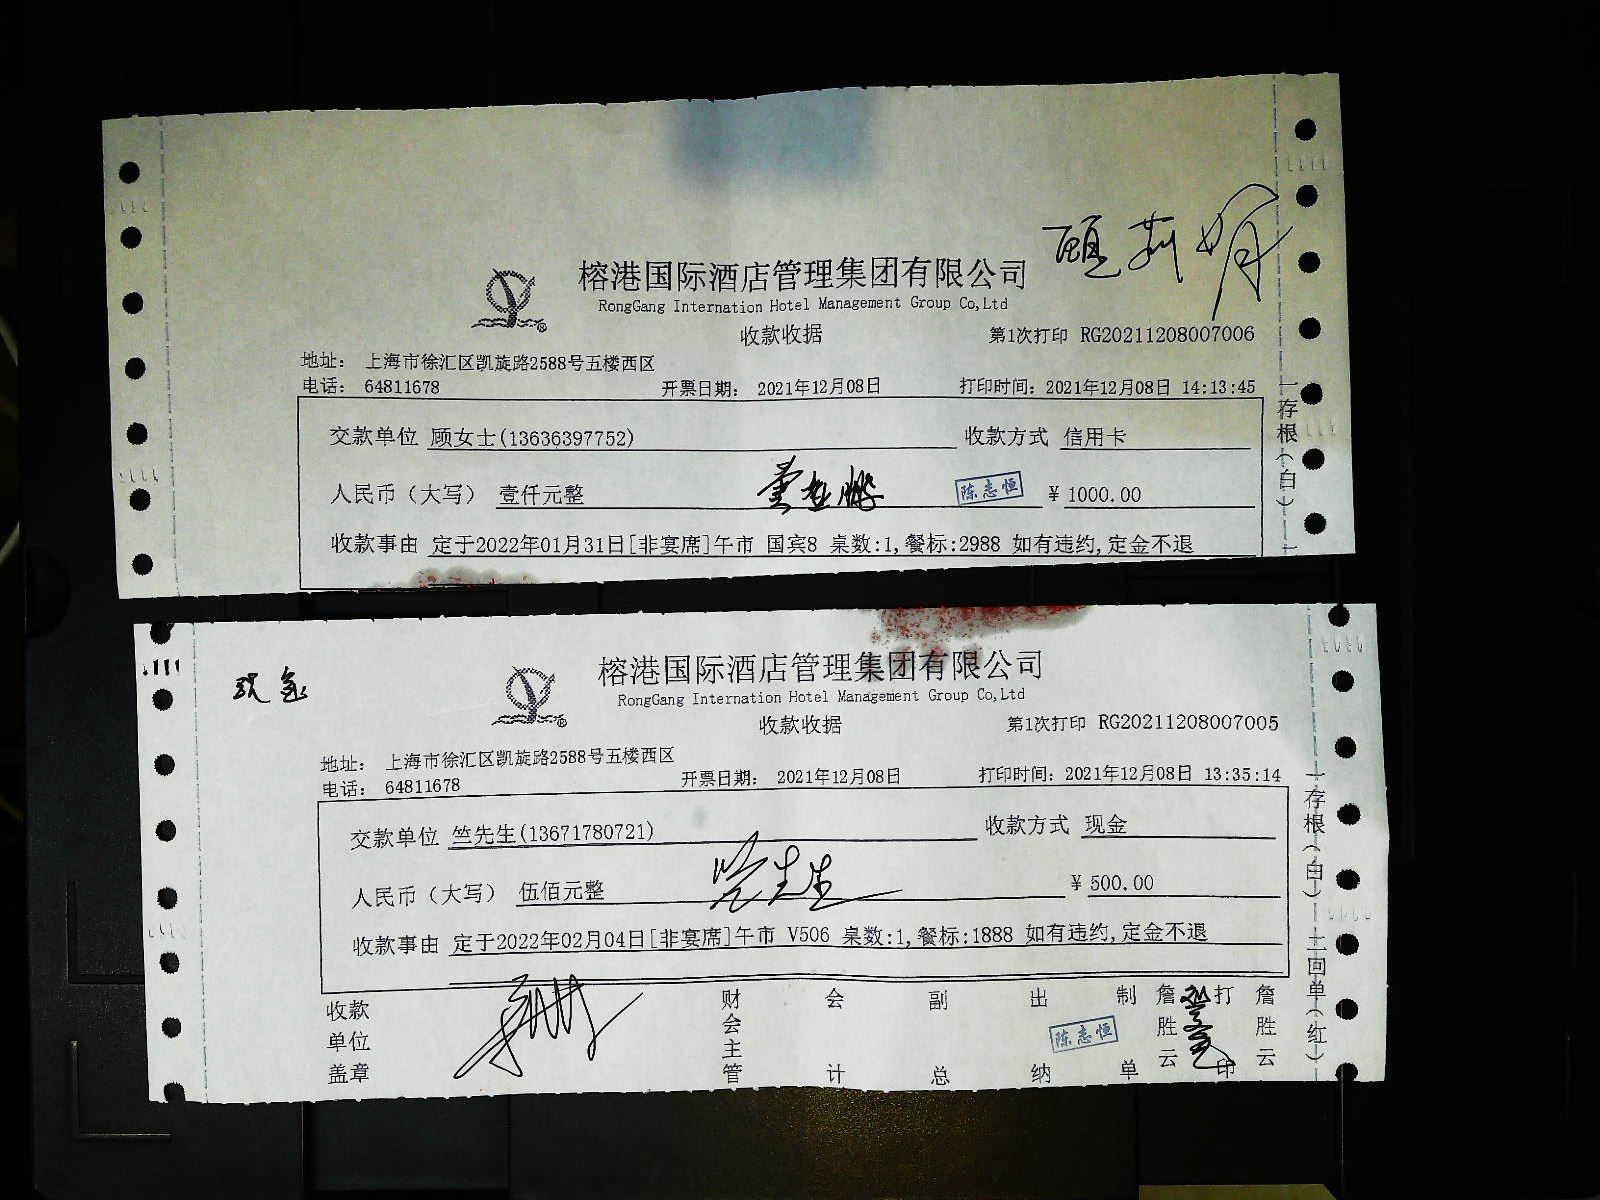 顾莉明
榕港国际酒店管理集团有限公司
RongGang Internation Hotel Management Group Co,Ltd
收款收据 第1次打印 RG20211208007006
地址： 上海市徐汇区凯旋路2588号五楼西区
电话： 64811678 开票日期： 2021年12月08日 打印时间：2021年12月08日 14:13:45
交款单位 顾女士(13636397752) 收款方式 信用卡
人民币（大写） 壹仟元整 陈志恒 ¥ 1000.00
收款事由 定于2022年01月31日[非宴席]午市 国宾8 桌数:1,餐标:2988 如有违约,定金不退
一存根(白)
现金
榕港国际酒店管理集团有限公司
RongGang Internation Hotel Management Group Co,Ltd
收款收据 第1次打印 RG20211208007005
地址： 上海市徐汇区凯旋路2588号五楼西区
电话： 64811678 开票日期： 2021年12月08日 打印时间：2021年12月08日 13:35:14
交款单位 竺先生(13671780721) 收款方式 现金
人民币（大写） 伍佰元整 竺先生 ¥ 500.00
收款事由 定于2022年02月04日[非宴席]午市 V506 桌数:1,餐标:1888 如有违约,定金不退
收款单位盖章 财会主管 会计 副总 出纳 陈志恒 制单 詹胜云 打印 詹胜云
一存根(白) 二回单(红)